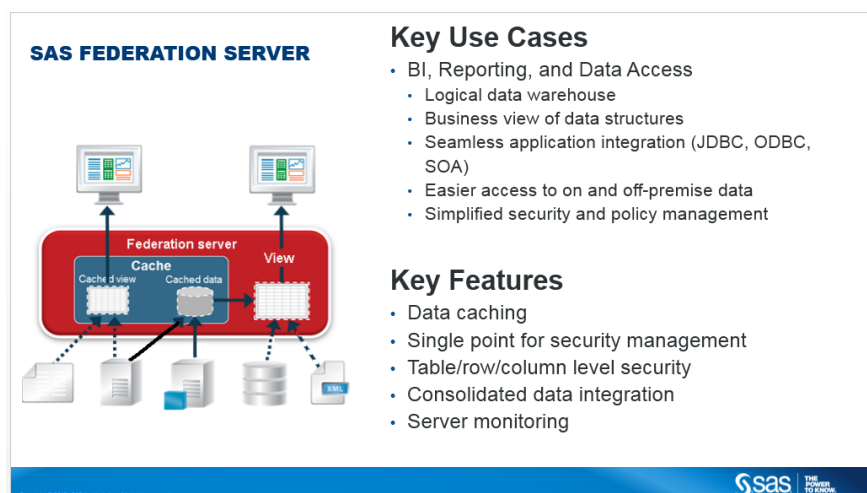 SAS FEDERATION SERVER
Federation server
Cache
Cached view
Cached data
View
XML
Key Use Cases
• BI, Reporting, and Data Access
• Logical data warehouse
• Business view of data structures
• Seamless application integration (JDBC, ODBC,
SOA)
• Easier access to on and off-premise data
• Simplified security and policy management
Key Features
• Data caching
• Single point for security management
• Table/row/column level security
• Consolidated data integration
• Server monitoring
sas
THE
POWER
TO KNOW.